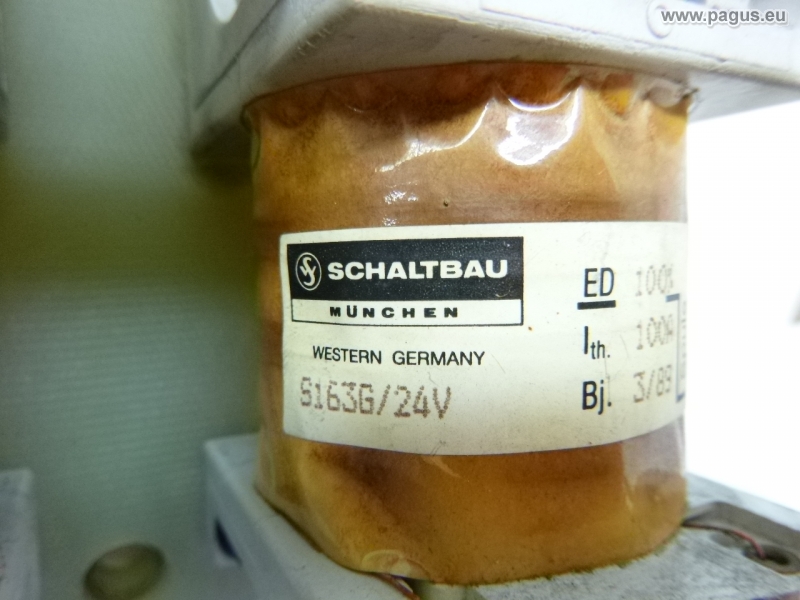 www.pagus.eu
SCHALTBAU
MÜNCHEN
WESTERN GERMANY
S163G/24V
ED 100%
Ith. 100A
Bj. 3/89